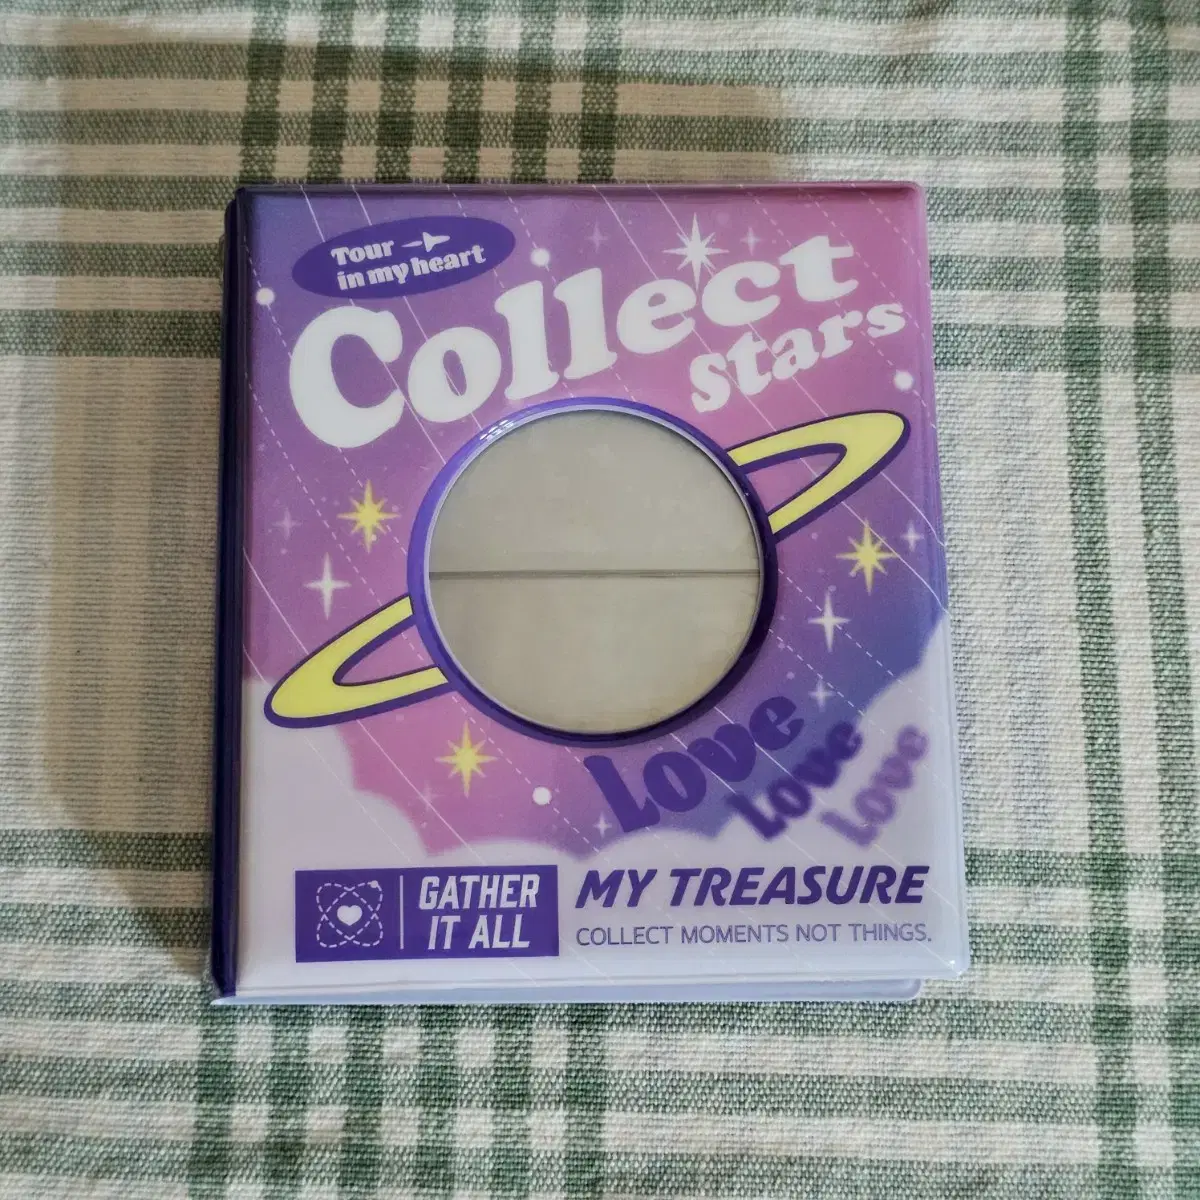 Tour
in my heart
Collect
stars
Love
Love
Love
GATHER
IT ALL
MY TREASURE
COLLECT MOMENTS NOT THINGS.